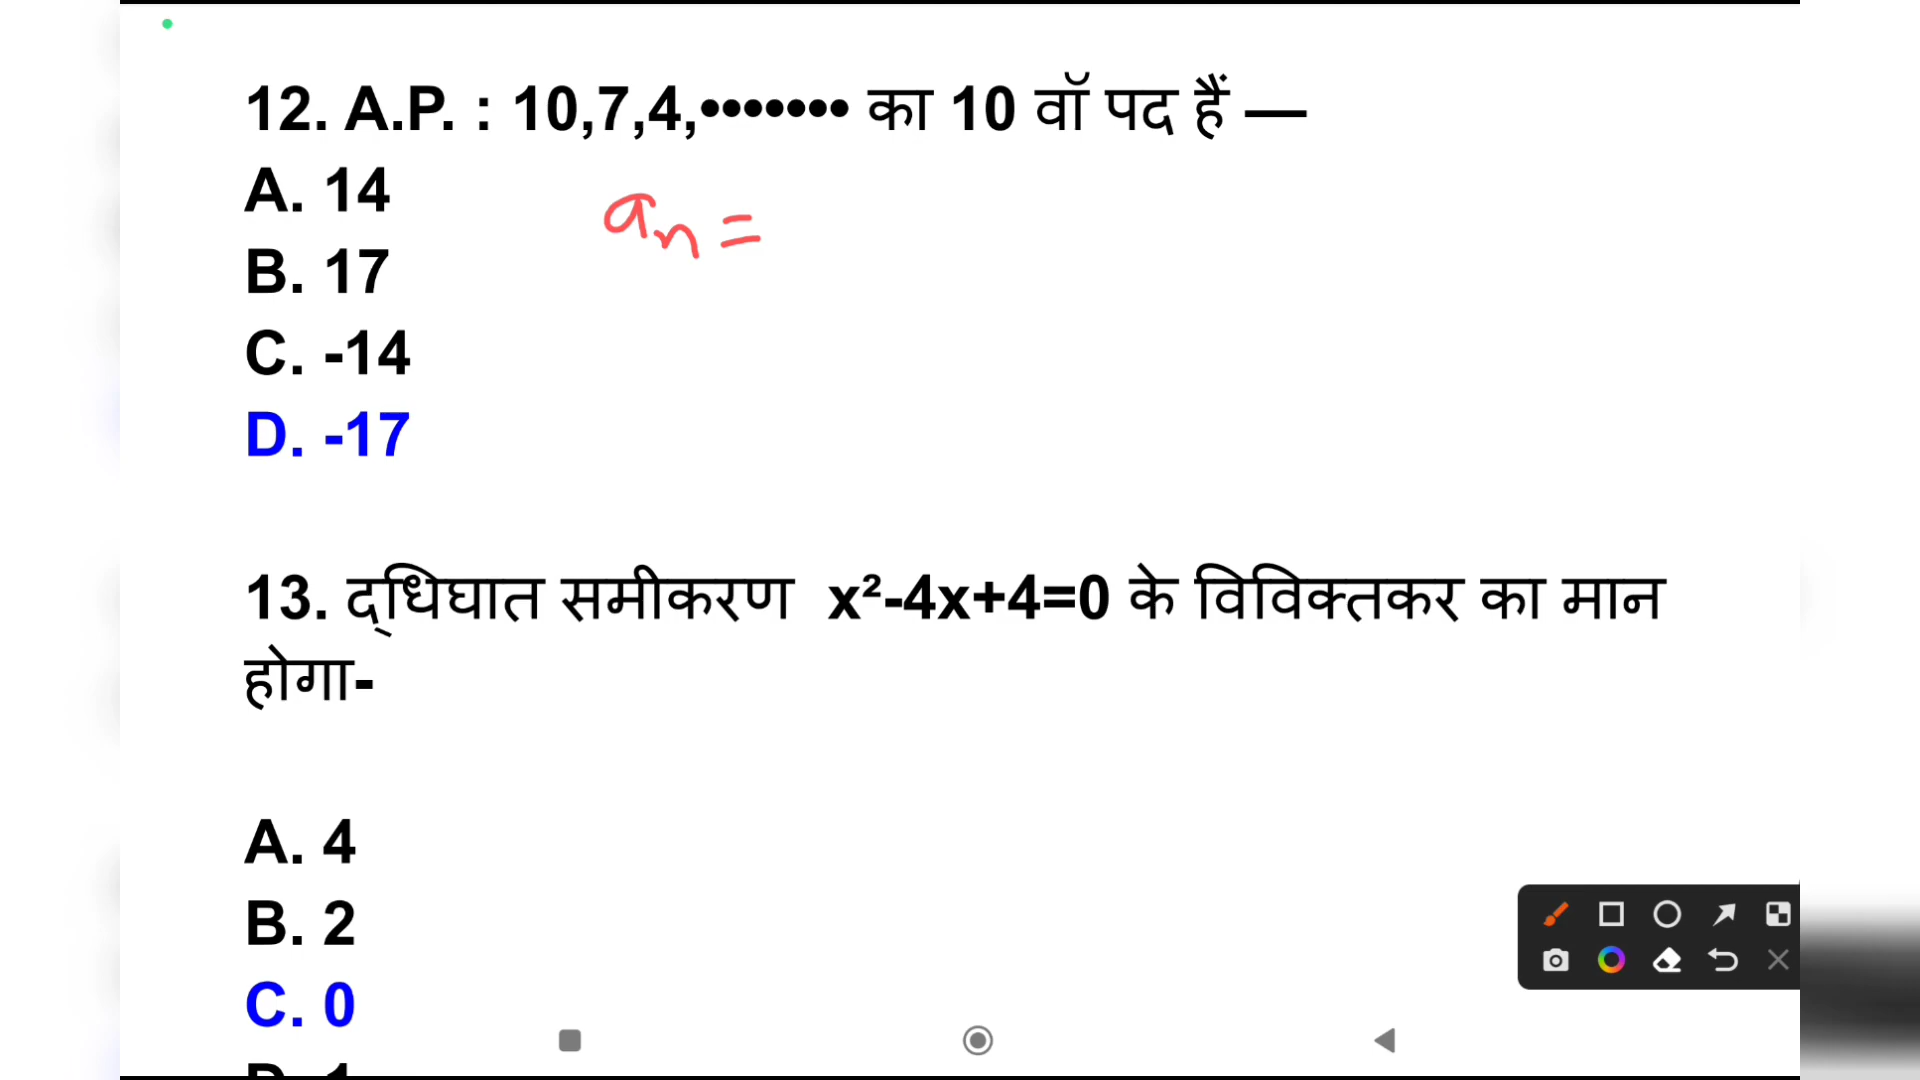 12. A.P. : 10,7,4,••••••• का 10 वॉ पद हैं —
A. 14
aₙ =
B. 17
C. -14
D. -17
13. द्धिघात समीकरण x²-4x+4=0 के विविक्तकर का मान
होगा-
A. 4
B. 2
C. 0
D. 1